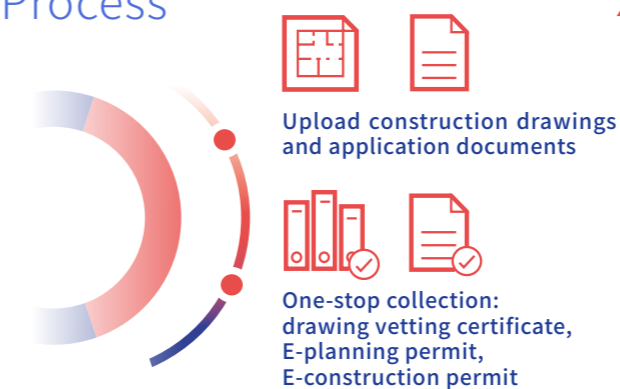 Process
Upload construction drawings
and application documents
One-stop collection:
drawing vetting certificate,
E-planning permit,
E-construction permit